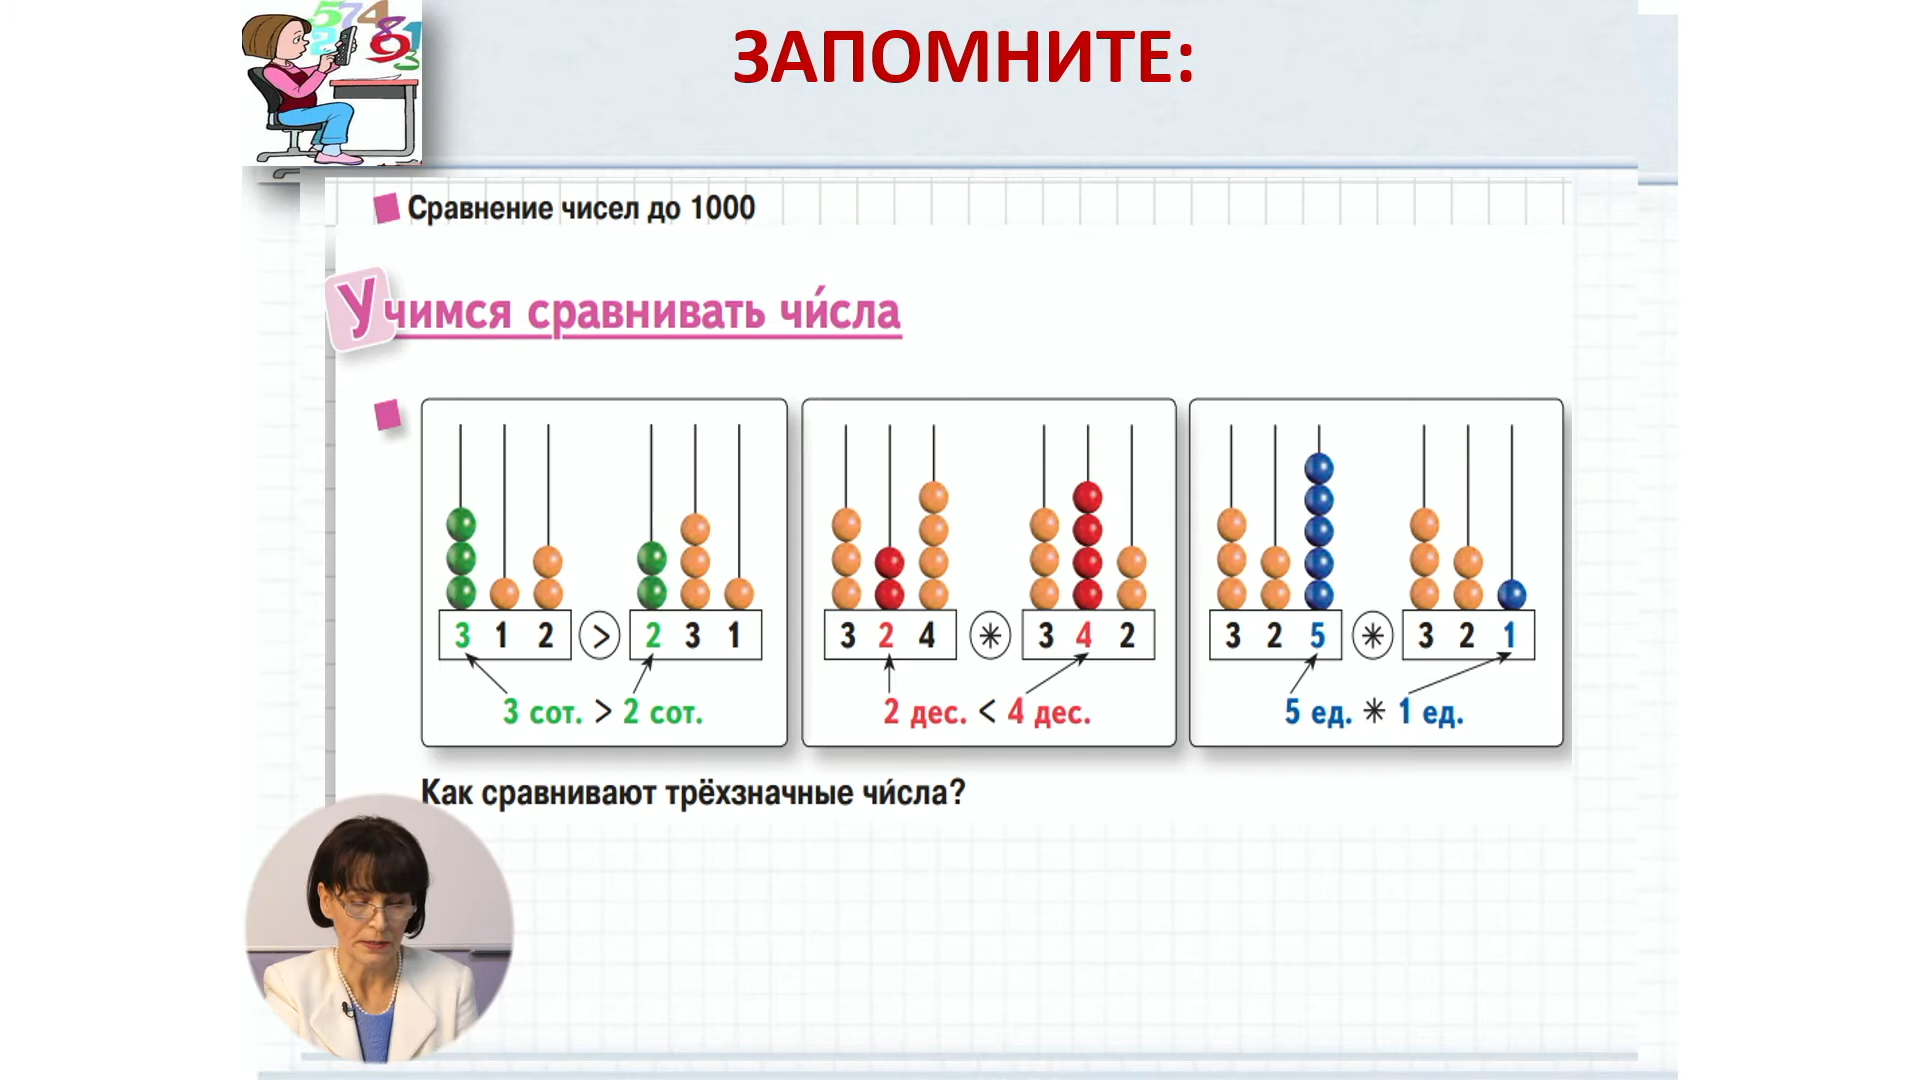 ЗАПОМНИТЕ:
Сравнение чисел до 1000
Учимся сравнивать чи́сла
3 1 2 > 2 3 1
3 сот. > 2 сот.
3 2 4 * 3 4 2
2 дес. < 4 дес.
3 2 5 * 3 2 1
5 ед. * 1 ед.
Как сравнивают трёхзначные чи́сла?